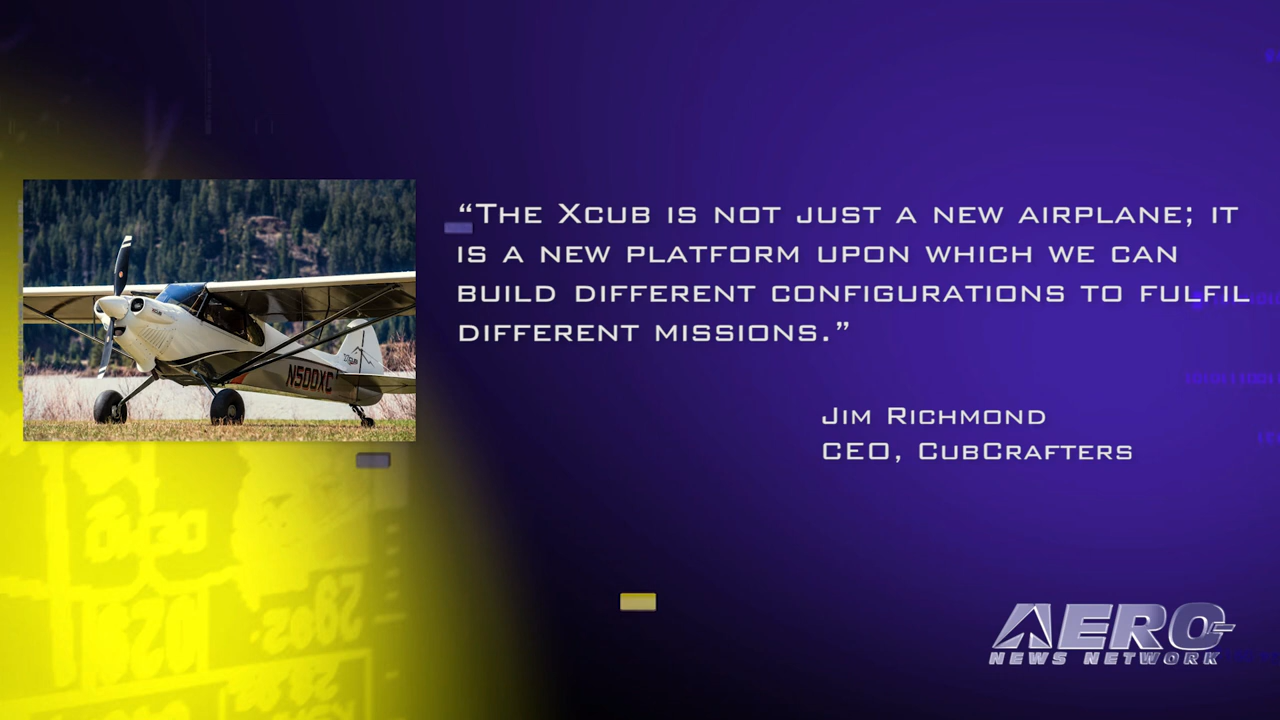 “The Xcub is not just a new airplane; it
is a new platform upon which we can
build different configurations to fulfil
different missions.”
Jim Richmond
CEO, CubCrafters
N500XC
AERO-
NEWS NETWORK